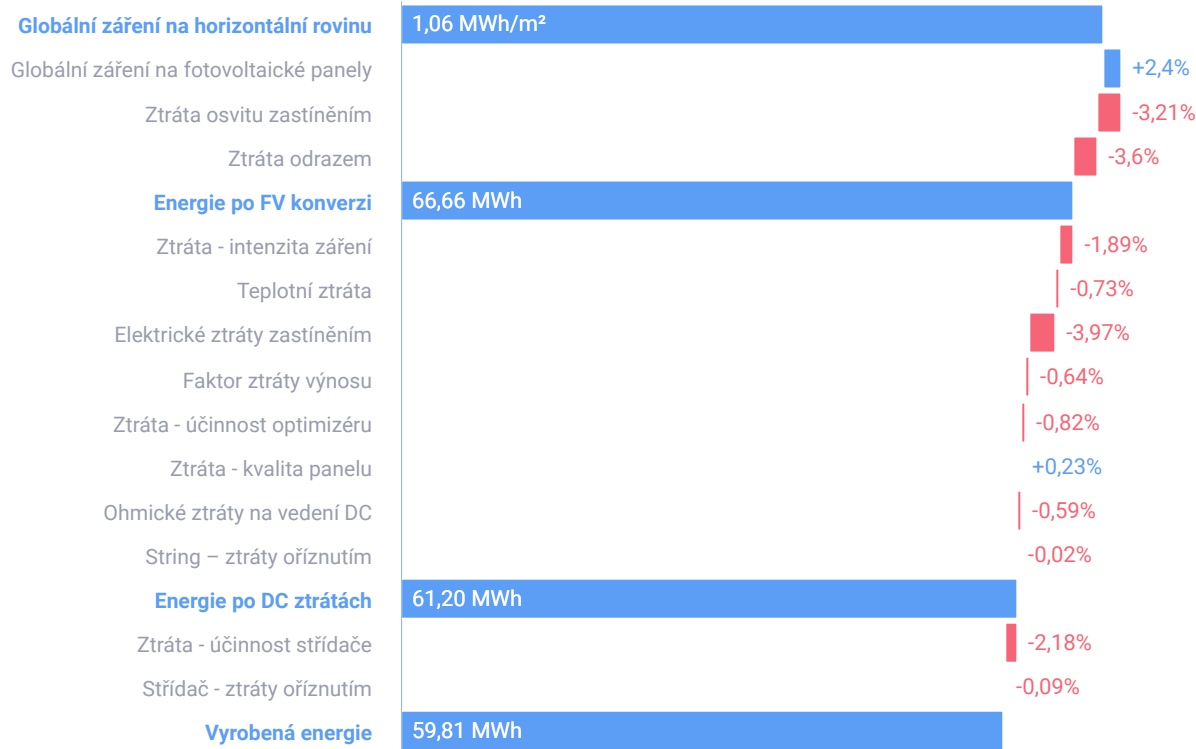 Globální záření na horizontální rovinu 1,06 MWh/m²
Globální záření na fotovoltaické panely +2,4%
Ztráta osvitu zastíněním -3,21%
Ztráta odrazem -3,6%
Energie po FV konverzi 66,66 MWh
Ztráta - intenzita záření -1,89%
Teplotní ztráta -0,73%
Elektrické ztráty zastíněním -3,97%
Faktor ztráty výnosu -0,64%
Ztráta - účinnost optimizéru -0,82%
Ztráta - kvalita panelu +0,23%
Ohmické ztráty na vedení DC -0,59%
String – ztráty oříznutím -0,02%
Energie po DC ztrátách 61,20 MWh
Ztráta - účinnost střídače -2,18%
Střídač - ztráty oříznutím -0,09%
Vyrobená energie 59,81 MWh